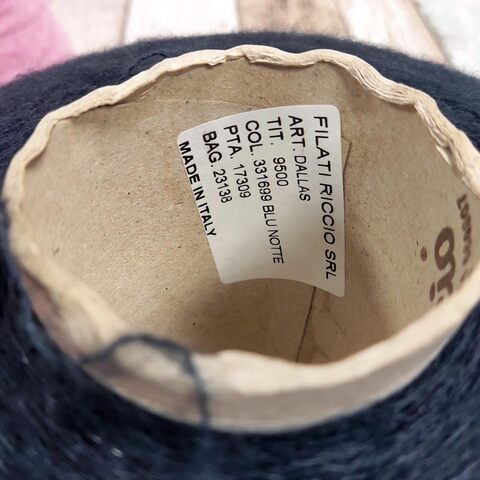 FILATI RICCIO SRL
ART. DALLAS
TIT. 9500
COL. 331699 BLU NOTTE
PTA. 17309
BAG. 23138
MADE IN ITALY